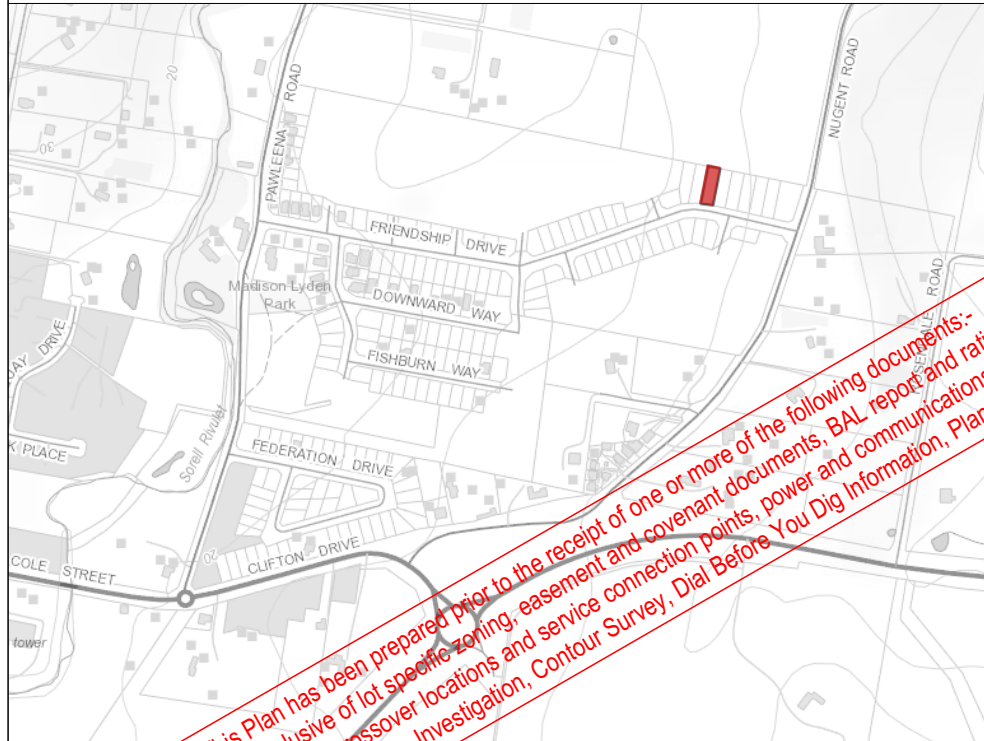 20
30
PAWLEENA ROAD
NUGENT ROAD
FRIENDSHIP DRIVE
Madison Lyden
Park
DOWNWARD WAY
FISHBURN WAY
DRIVE
K PLACE
Sorell Rivulet
FEDERATION DRIVE
ROAD
20
CLIFTON DRIVE
COLE STREET
tower
This Plan has been prepared prior to the receipt of one or more of the following documents:-
lusive of lot specific zoning, easement and covenant documents, BAL report and rati
ossover locations and service connection points, power and communications
Investigation, Contour Survey, Dial Before You Dig Information, Plan